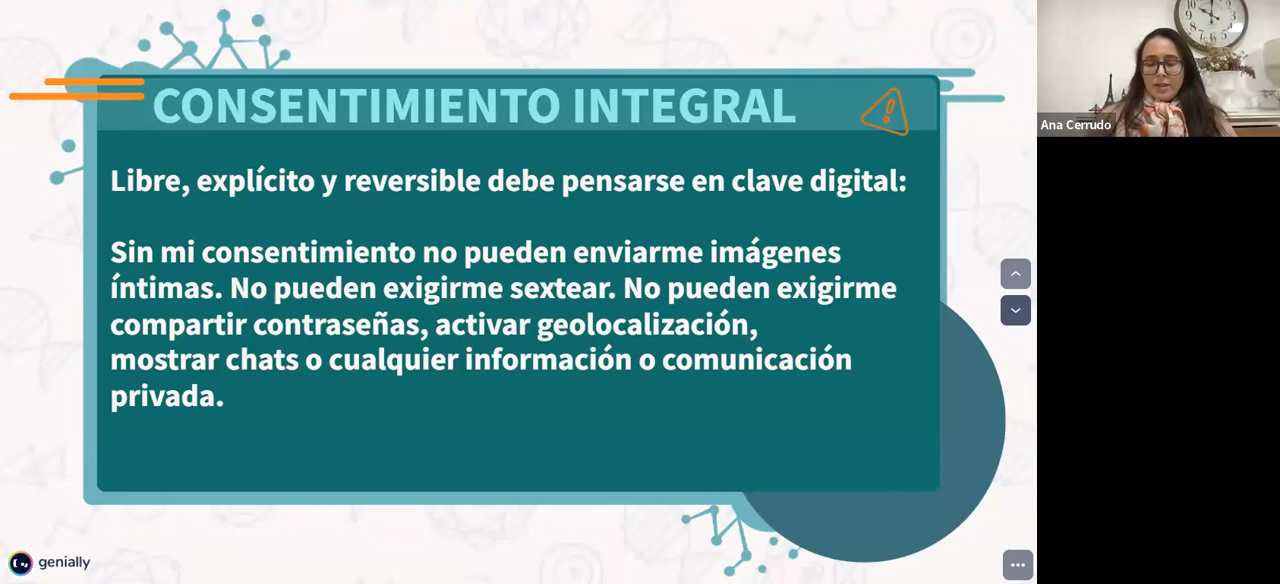 CONSENTIMIENTO INTEGRAL
Libre, explícito y reversible debe pensarse en clave digital:
Sin mi consentimiento no pueden enviarme imágenes
íntimas. No pueden exigirme sextear. No pueden exigirme
compartir contraseñas, activar geolocalización,
mostrar chats o cualquier información o comunicación
privada.
genially
Ana Cerrudo